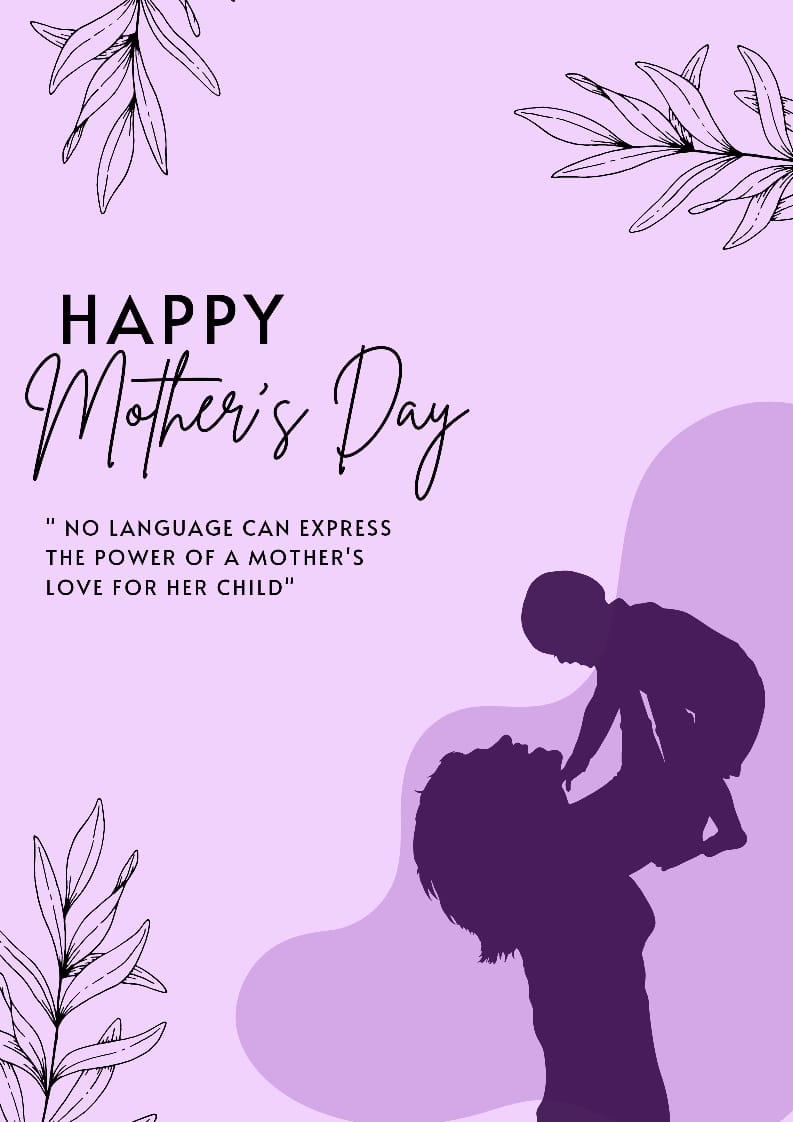 HAPPY
Mother's Day
" NO LANGUAGE CAN EXPRESS
THE POWER OF A MOTHER'S
LOVE FOR HER CHILD"